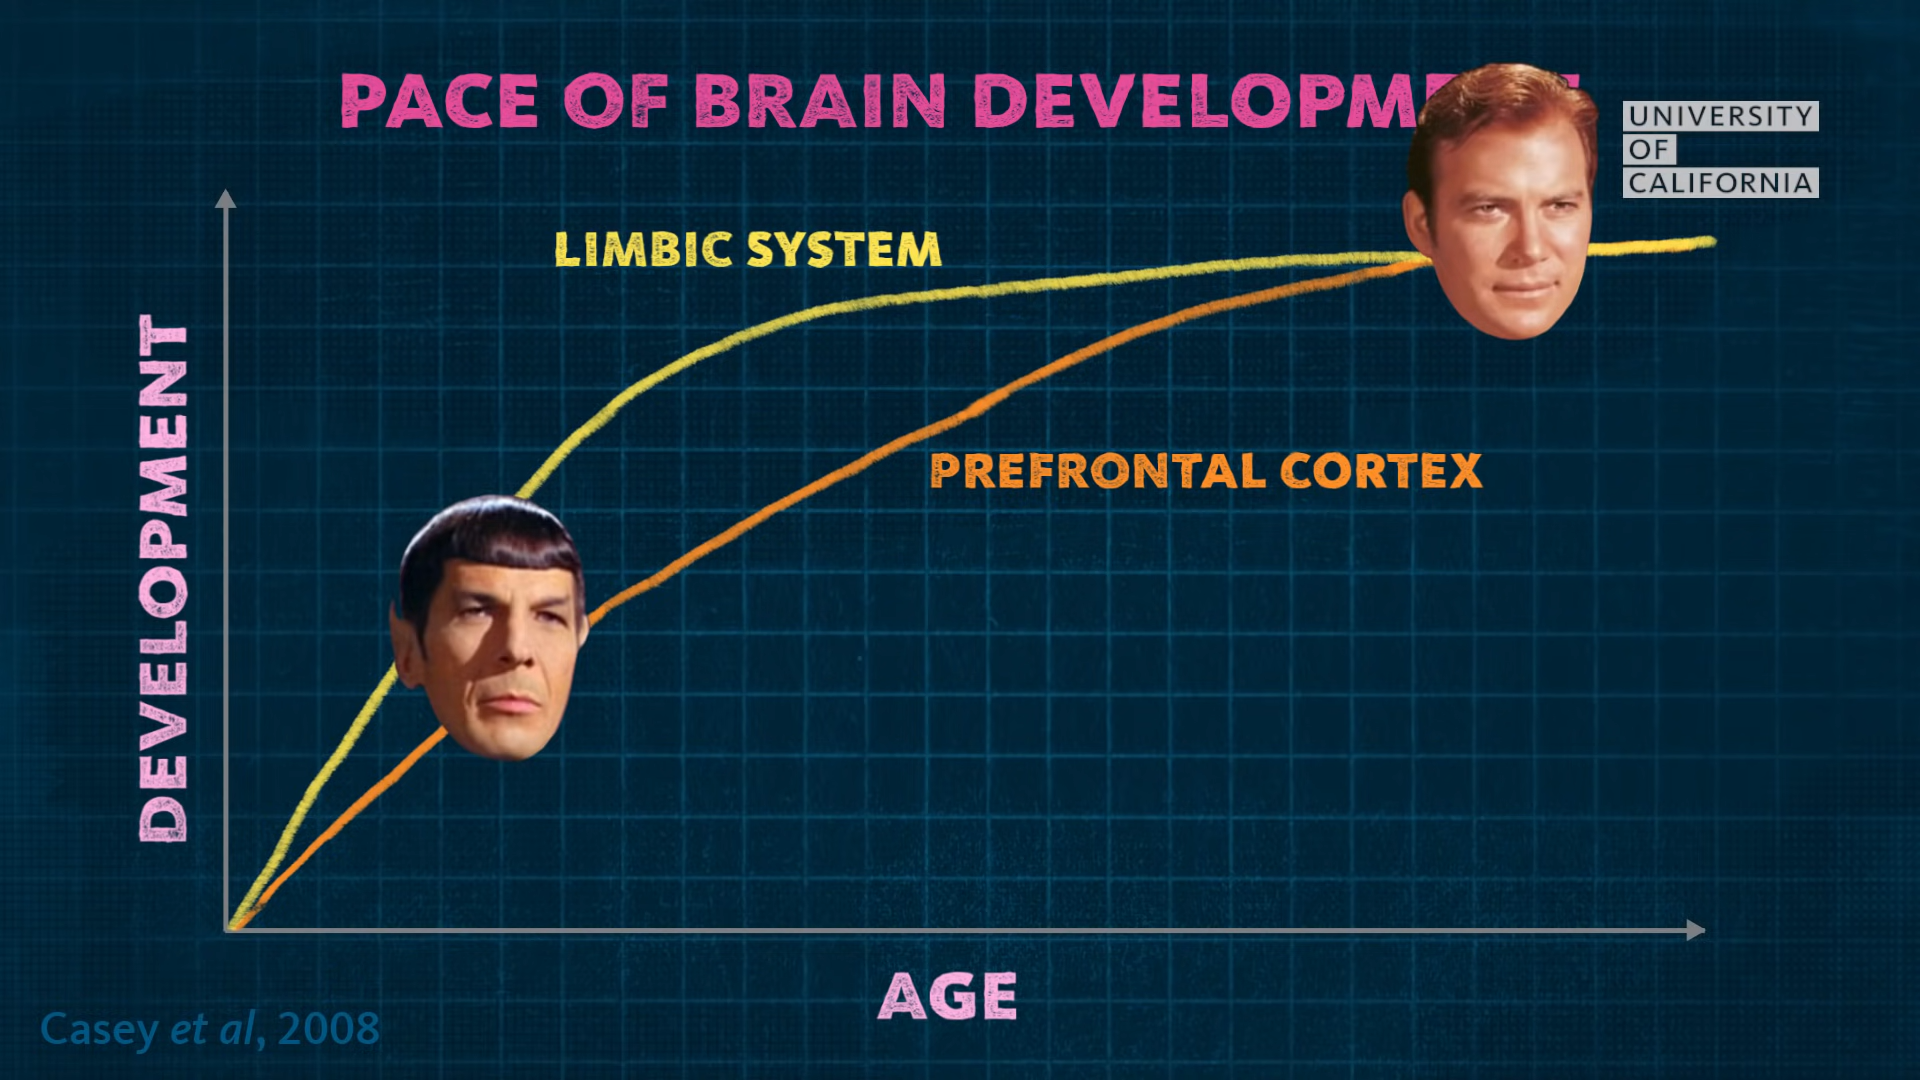 PACE OF BRAIN DEVELOPM
UNIVERSITY
OF
CALIFORNIA
LIMBIC SYSTEM
PREFRONTAL CORTEX
DEVELOPMENT
AGE
Casey et al, 2008